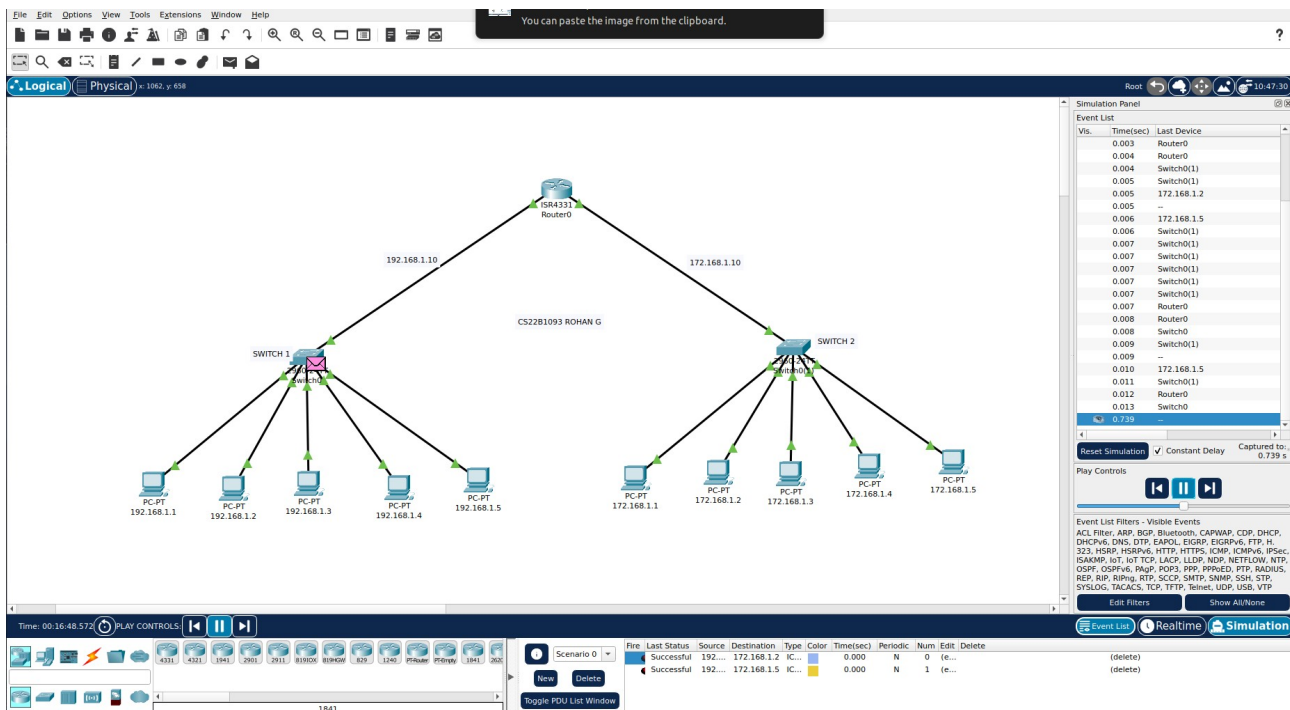 File Edit Options View Tools Extensions Window Help
You can paste the image from the clipboard.
?
Logical Physical x: 1062, y: 658
Root 10:47:30
ISR4331
Router0
192.168.1.10
172.168.1.10
CS22B1093 ROHAN G
SWITCH 1
Switch0
SWITCH 2
2960-24TT
Switch0(1)
PC-PT
192.168.1.1
PC-PT
192.168.1.2
PC-PT
192.168.1.3
PC-PT
192.168.1.4
PC-PT
192.168.1.5
PC-PT
172.168.1.1
PC-PT
172.168.1.2
PC-PT
172.168.1.3
PC-PT
172.168.1.4
PC-PT
172.168.1.5
Simulation Panel
Event List
Vis. Time(sec) Last Device
0.003 Router0
0.004 Router0
0.004 Switch0(1)
0.005 Switch0(1)
0.005 172.168.1.2
0.005 --
0.006 172.168.1.5
0.006 Switch0(1)
0.007 Switch0(1)
0.007 Switch0(1)
0.007 Switch0(1)
0.007 Switch0(1)
0.007 Switch0(1)
0.007 Router0
0.008 Router0
0.008 Switch0
0.009 Switch0(1)
0.009 --
0.010 172.168.1.5
0.011 Switch0(1)
0.012 Router0
0.013 Switch0
0.739 --
Reset Simulation Constant Delay Captured to:
0.739 s
Play Controls
Event List Filters - Visible Events
ACL Filter, ARP, BGP, Bluetooth, CAPWAP, CDP, DHCP,
DHCPv6, DNS, DTP, EAPOL, EIGRP, EIGRPv6, FTP, H.
323, HSRP, HSRPv6, HTTP, HTTPS, ICMP, ICMPv6, IPSec,
ISAKMP, IoT, IoT TCP, LACP, LLDP, NDP, NETFLOW, NTP,
OSPF, OSPFv6, PAgP, POP3, PPP, PPPoED, PTP, RADIUS,
REP, RIP, RIPng, RTP, SCCP, SMTP, SNMP, SSH, STP,
SYSLOG, TACACS, TCP, TFTP, Telnet, UDP, USB, VTP
Edit Filters Show All/None
Time: 00:16:48.572 PLAY CONTROLS:
Event List Realtime Simulation
4331 4321 1941 2901 2911 819IOX 819HGW 829 1240 PT-Router PT-Empty 1841 262
1841
Scenario 0
New Delete
Toggle PDU List Window
Fire Last Status Source Destination Type Color Time(sec) Periodic Num Edit Delete
Successful 192.... 172.168.1.2 IC... 0.000 N 0 (e... (delete)
Successful 192.... 172.168.1.5 IC... 0.000 N 1 (e... (delete)